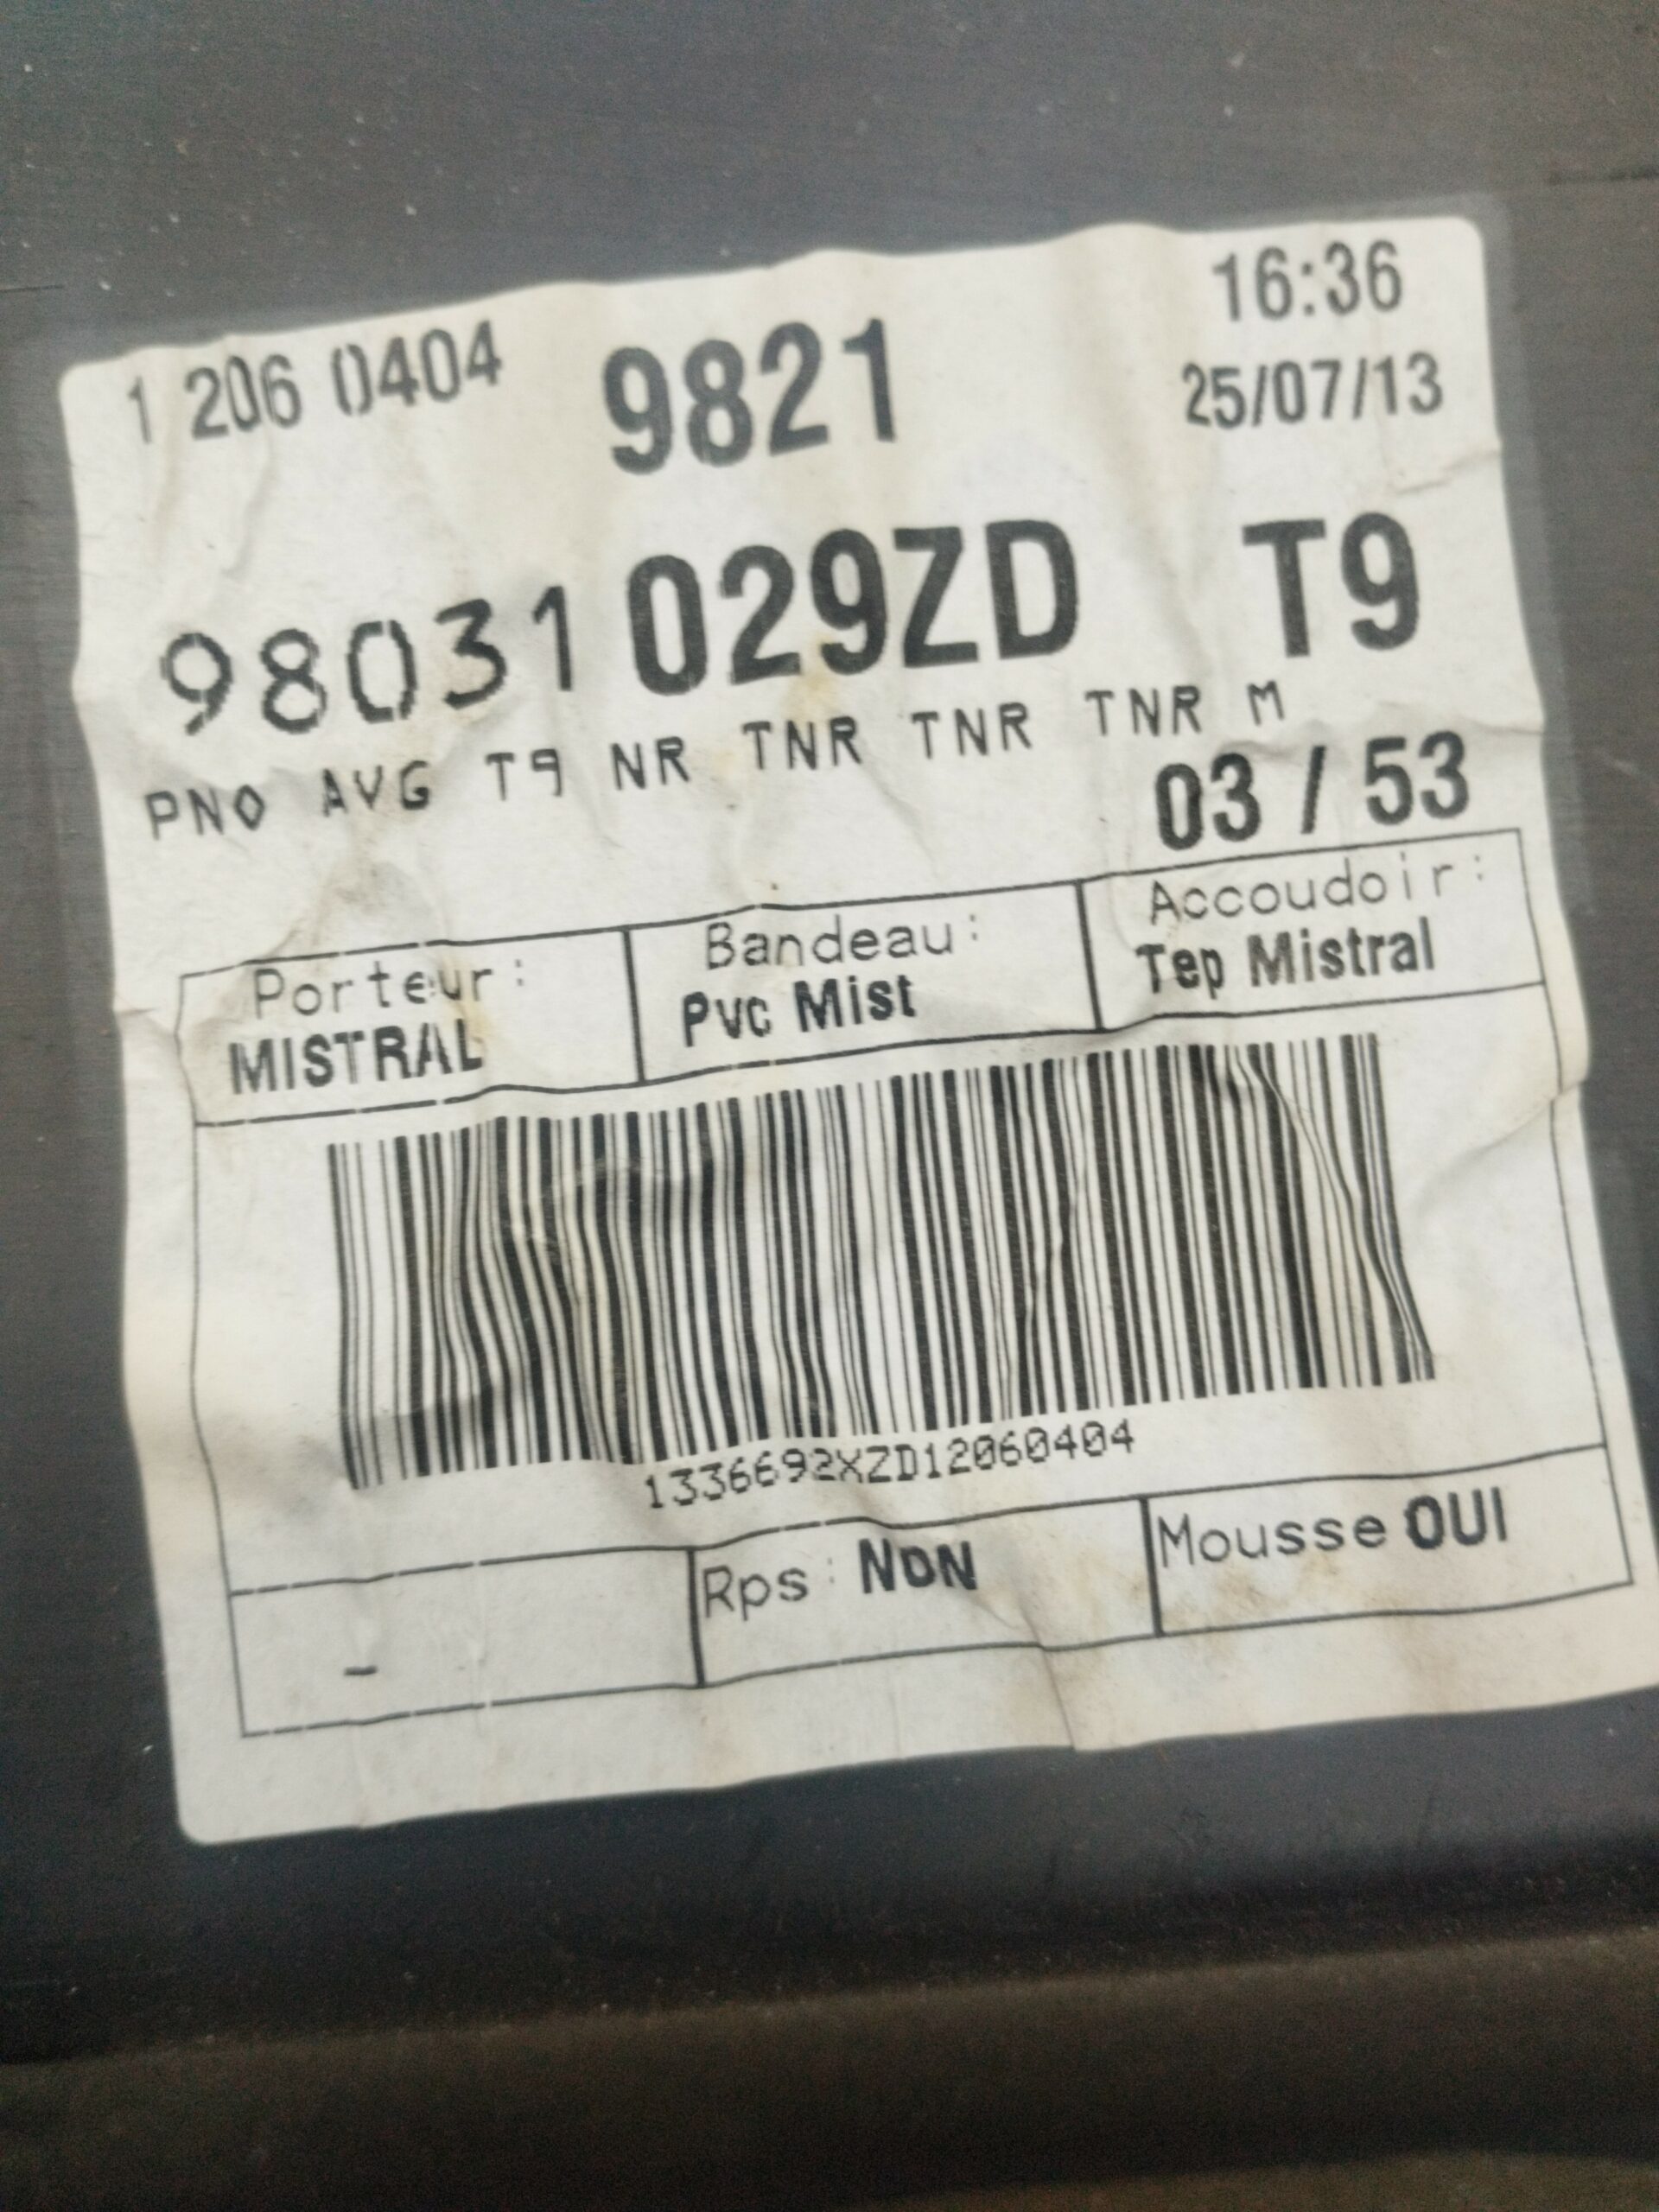 16:36
1 206 0404 9821 25/07/13
98031029ZD T9
PNO AVG T9 NR TNR TNR TNR M
03 / 53
Porteur: Bandeau: Accoudoir:
MISTRAL Pvc Mist Tep Mistral
1336692XZD12060404
- Rps: NON Mousse OUI